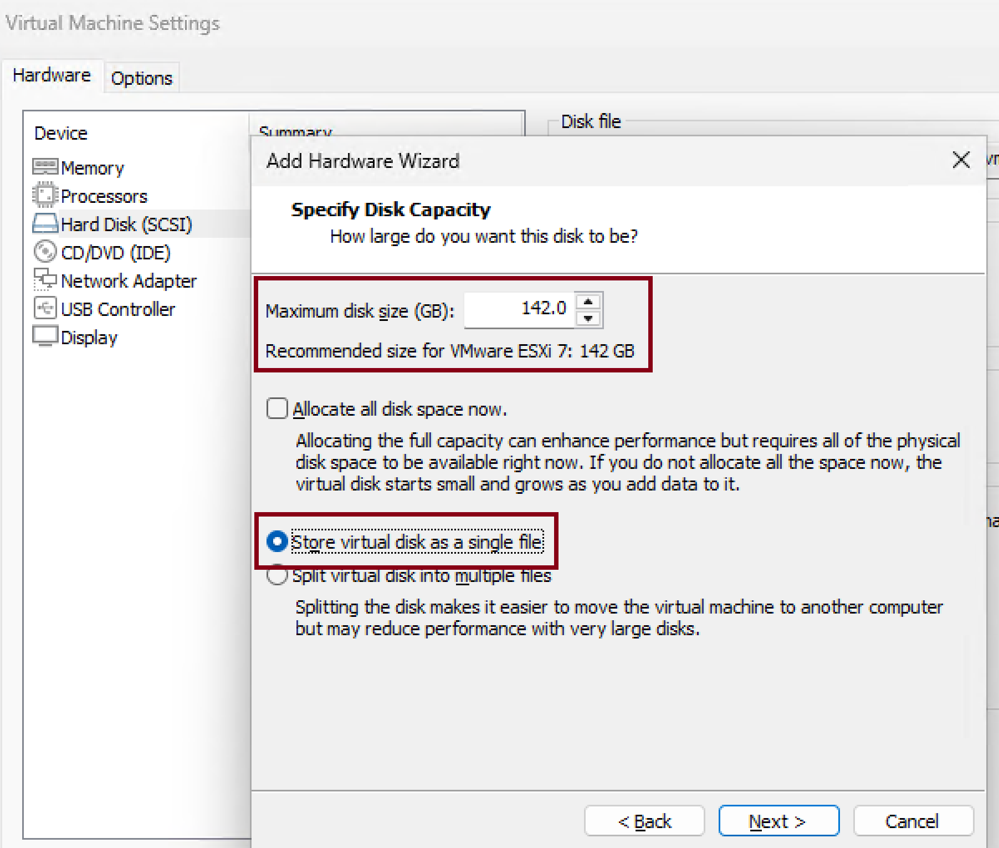 Virtual Machine Settings
Hardware
Options
Device
Summary
Disk file
Memory
Processors
Hard Disk (SCSI)
CD/DVD (IDE)
Network Adapter
USB Controller
Display
Add Hardware Wizard
Specify Disk Capacity
How large do you want this disk to be?
Maximum disk size (GB): 142.0
Recommended size for VMware ESXi 7: 142 GB
Allocate all disk space now.
Allocating the full capacity can enhance performance but requires all of the physical
disk space to be available right now. If you do not allocate all the space now, the
virtual disk starts small and grows as you add data to it.
Store virtual disk as a single file
Split virtual disk into multiple files
Splitting the disk makes it easier to move the virtual machine to another computer
but may reduce performance with very large disks.
< Back
Next >
Cancel